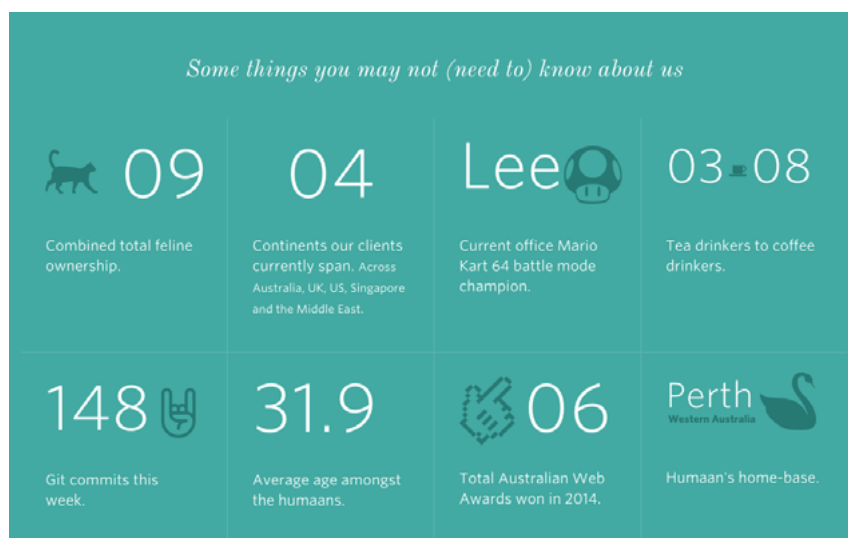 Some things you may not (need to) know about us
09
Combined total feline
ownership.
04
Continents our clients
currently span. Across
Australia, UK, US, Singapore
and the Middle East.
Lee
Current office Mario
Kart 64 battle mode
champion.
03 08
Tea drinkers to coffee
drinkers.
148
Git commits this
week.
31.9
Average age amongst
the humaans.
06
Total Australian Web
Awards won in 2014.
Perth
Western Australia
Humaan's home-base.